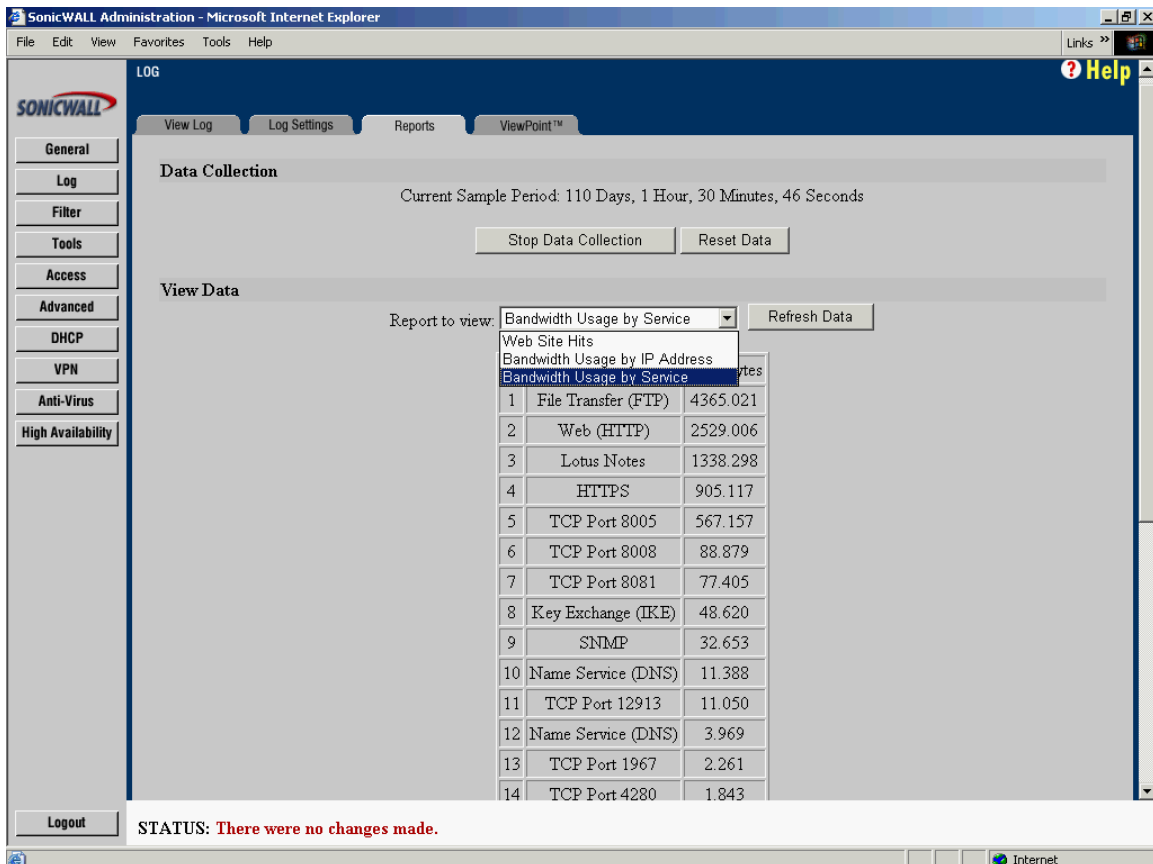 SonicWALL Administration - Microsoft Internet Explorer
File Edit View Favorites Tools Help Links »
LOG
Help
SONICWALL
View Log Log Settings Reports ViewPoint™
General
Log
Filter
Tools
Access
Advanced
DHCP
VPN
Anti-Virus
High Availability
Logout
Data Collection
Current Sample Period: 110 Days, 1 Hour, 30 Minutes, 46 Seconds
Stop Data Collection Reset Data
View Data
Report to view: Bandwidth Usage by Service Refresh Data
Web Site Hits
Bandwidth Usage by IP Address
Bandwidth Usage by Service
1 File Transfer (FTP) 4365.021
2 Web (HTTP) 2529.006
3 Lotus Notes 1338.298
4 HTTPS 905.117
5 TCP Port 8005 567.157
6 TCP Port 8008 88.879
7 TCP Port 8081 77.405
8 Key Exchange (IKE) 48.620
9 SNMP 32.653
10 Name Service (DNS) 11.388
11 TCP Port 12913 11.050
12 Name Service (DNS) 3.969
13 TCP Port 1967 2.261
14 TCP Port 4280 1.843
STATUS: There were no changes made.
Internet